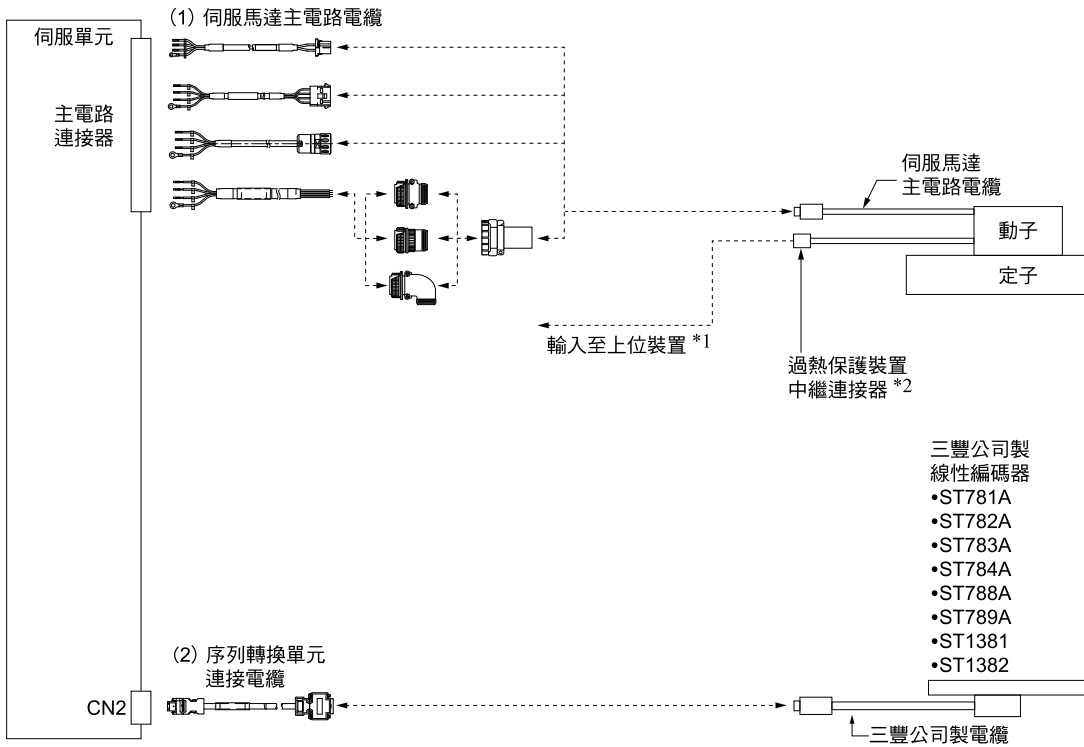 (1) 伺服馬達主電路電纜
伺服單元
主電路
連接器
伺服馬達
主電路電纜
動子
定子
輸入至上位裝置 *1
過熱保護裝置
中繼連接器 *2
三豐公司製
線性編碼器
•ST781A
•ST782A
•ST783A
•ST784A
•ST788A
•ST789A
•ST1381
•ST1382
(2) 序列轉換單元
連接電纜
CN2
三豐公司製電纜